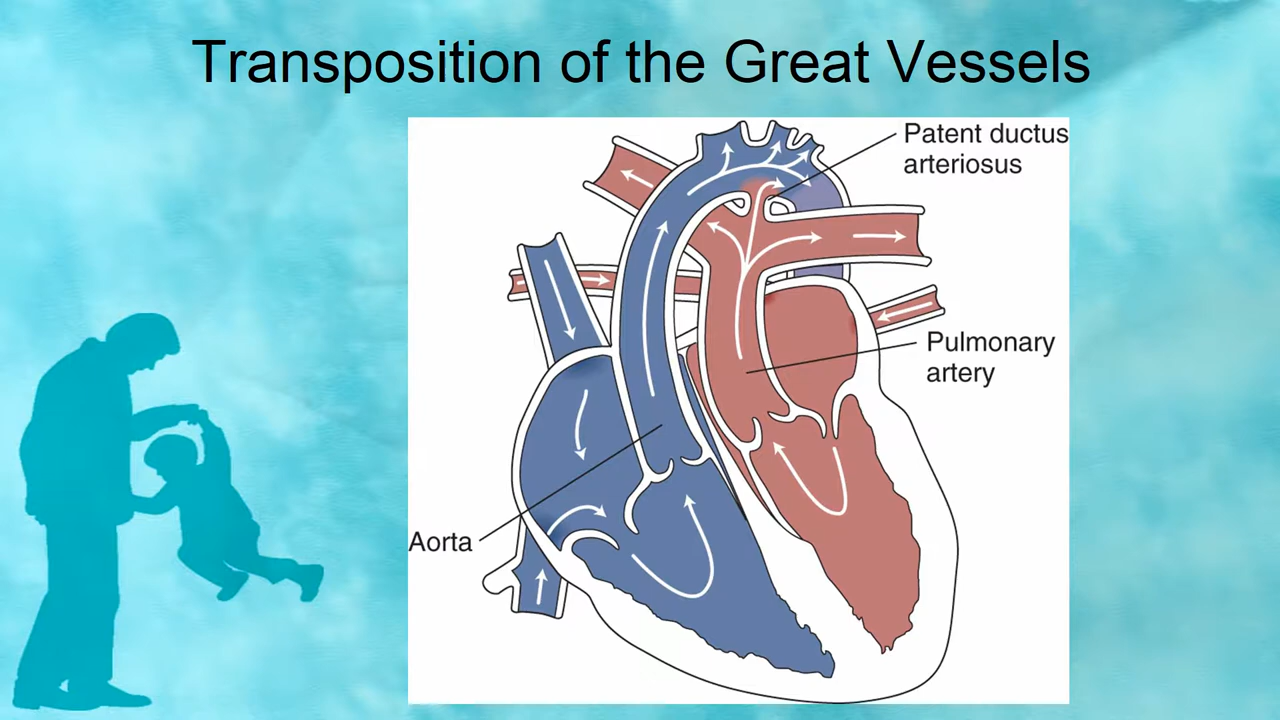 Transposition of the Great Vessels
Patent ductus
arteriosus
Pulmonary
artery
Aorta